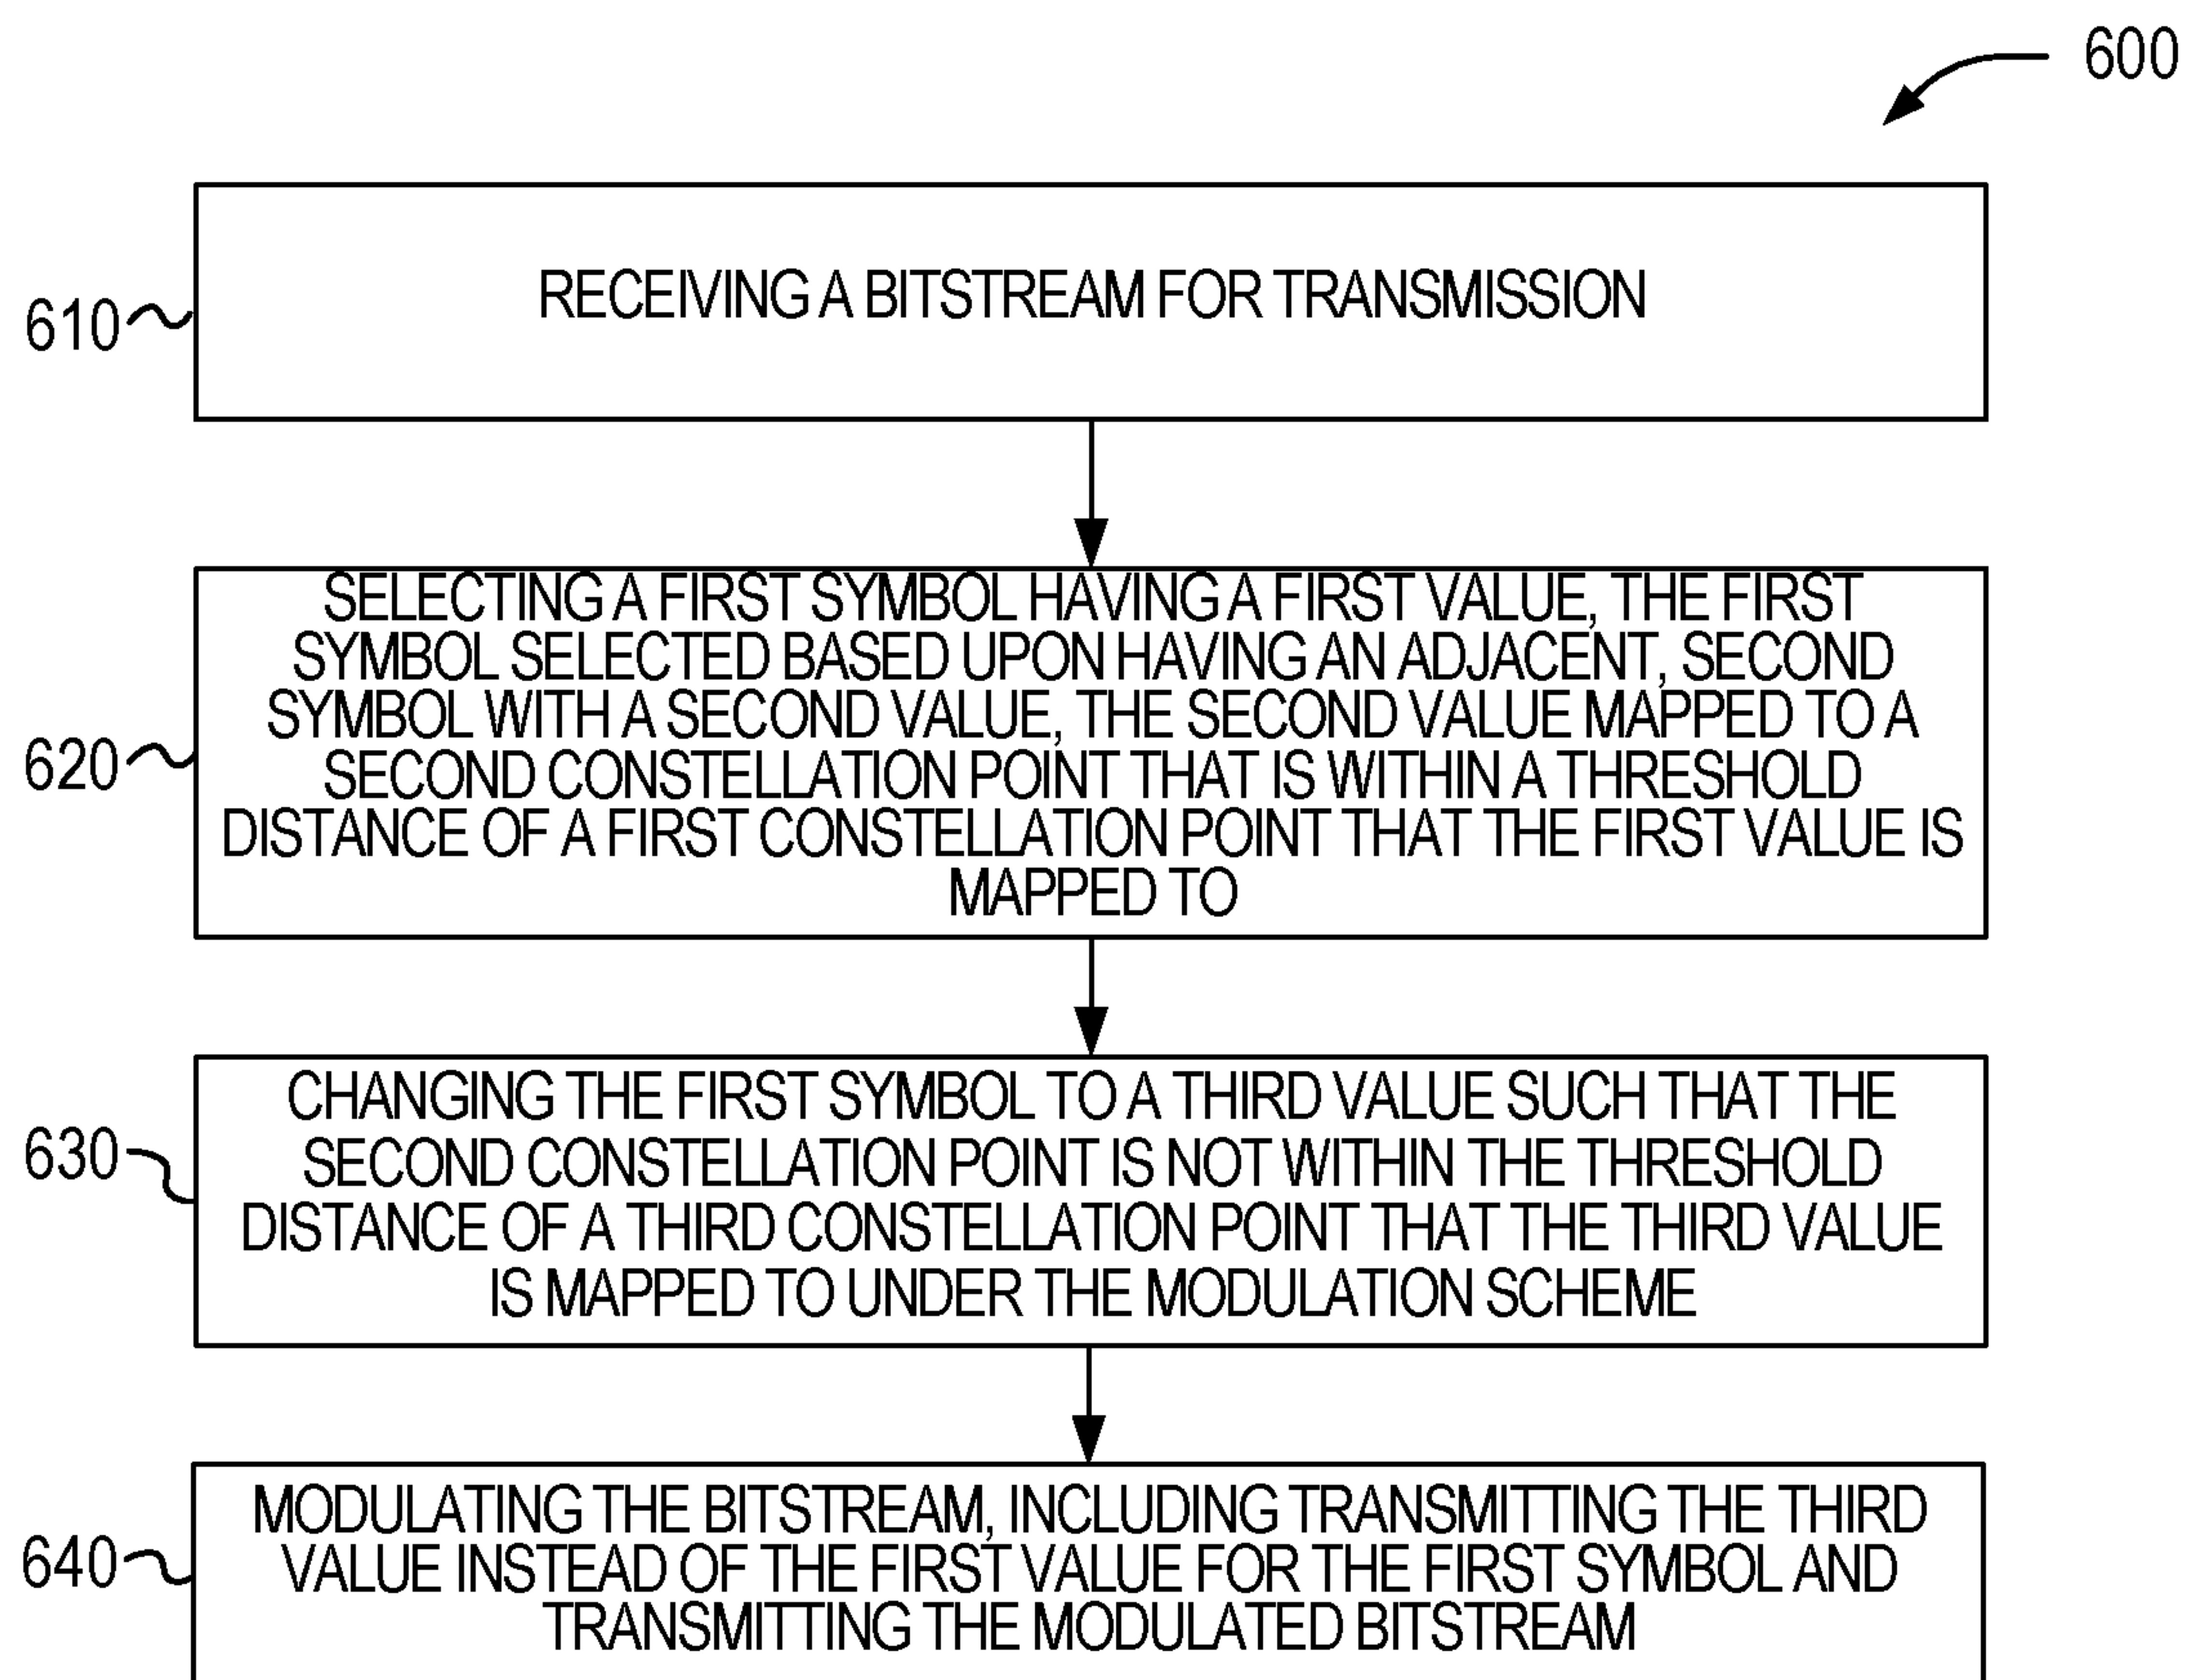 600
610
RECEIVING A BITSTREAM FOR TRANSMISSION
620
SELECTING A FIRST SYMBOL HAVING A FIRST VALUE, THE FIRST
SYMBOL SELECTED BASED UPON HAVING AN ADJACENT, SECOND
SYMBOL WITH A SECOND VALUE, THE SECOND VALUE MAPPED TO A
SECOND CONSTELLATION POINT THAT IS WITHIN A THRESHOLD
DISTANCE OF A FIRST CONSTELLATION POINT THAT THE FIRST VALUE IS
MAPPED TO
630
CHANGING THE FIRST SYMBOL TO A THIRD VALUE SUCH THAT THE
SECOND CONSTELLATION POINT IS NOT WITHIN THE THRESHOLD
DISTANCE OF A THIRD CONSTELLATION POINT THAT THE THIRD VALUE
IS MAPPED TO UNDER THE MODULATION SCHEME
640
MODULATING THE BITSTREAM, INCLUDING TRANSMITTING THE THIRD
VALUE INSTEAD OF THE FIRST VALUE FOR THE FIRST SYMBOL AND
TRANSMITTING THE MODULATED BITSTREAM